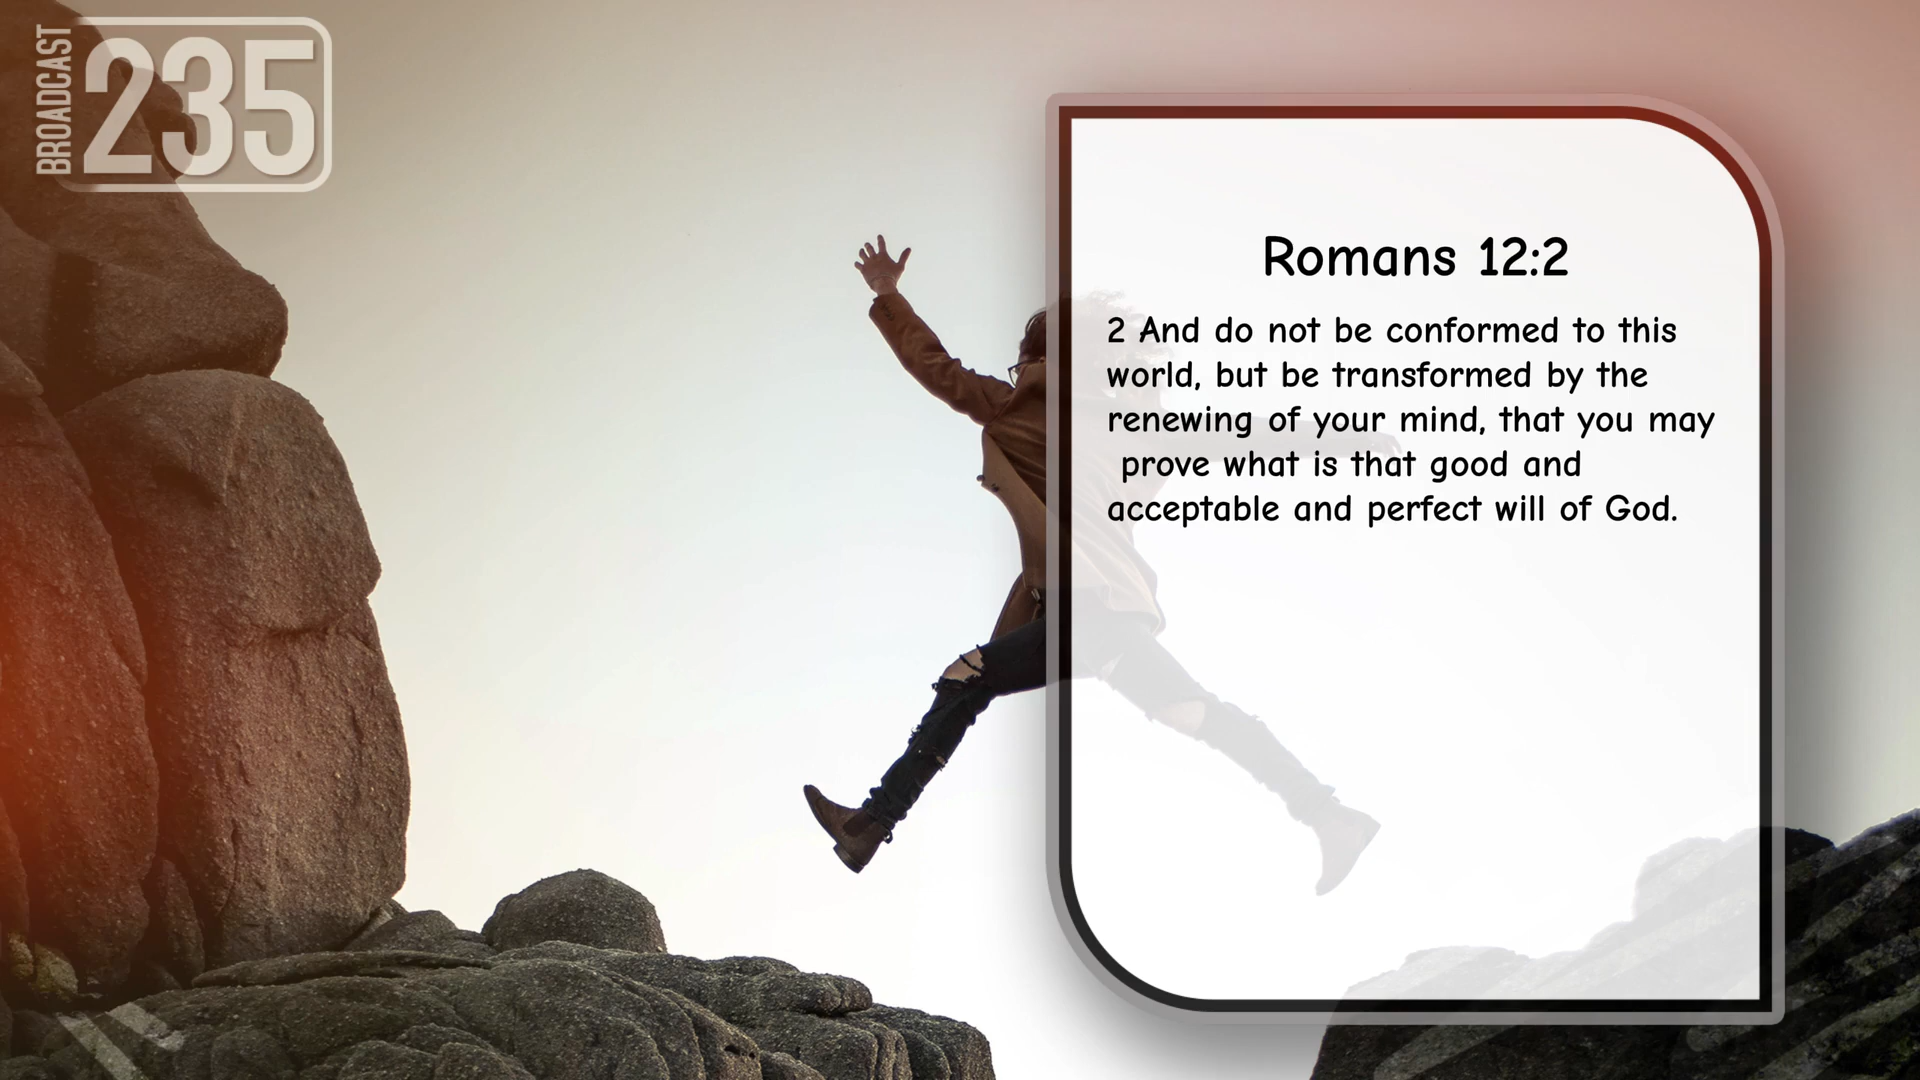 BROADCAST
235
Romans 12:2
2 And do not be conformed to this
world, but be transformed by the
renewing of your mind, that you may
prove what is that good and
acceptable and perfect will of God.